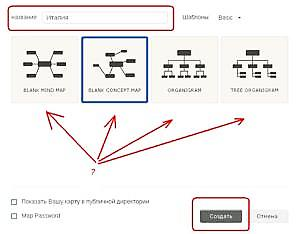 название Италия Шаблоны Basic
BLANK MIND MAP BLANK CONCEPT MAP ORGANIGRAM TREE ORGANIGRAM
?
Показать Вашу карту в публичной директории
Map Password
Создать Отмена